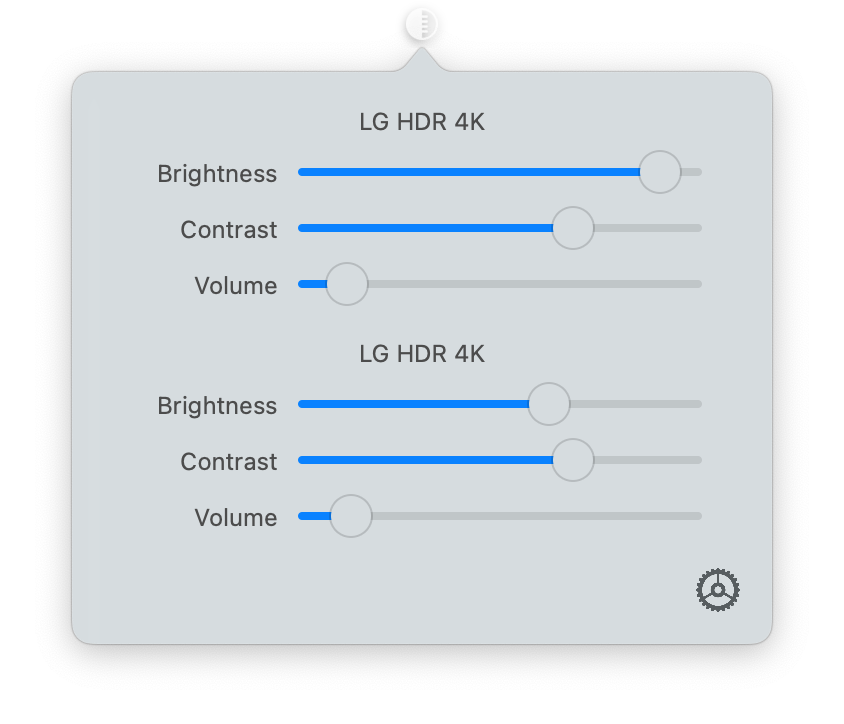 LG HDR 4K
Brightness
Contrast
Volume
LG HDR 4K
Brightness
Contrast
Volume